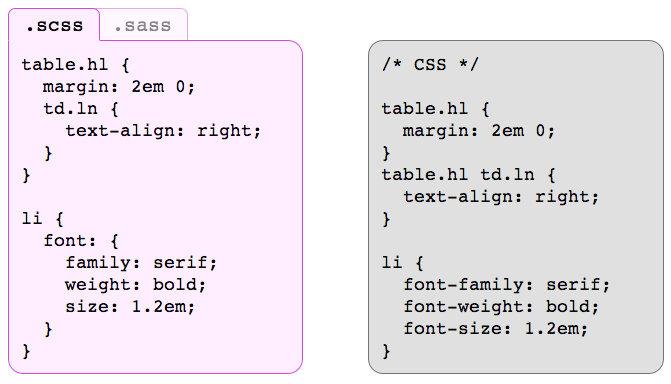 .scss .sass
table.hl {
  margin: 2em 0;
  td.ln {
    text-align: right;
  }
}

li {
  font: {
    family: serif;
    weight: bold;
    size: 1.2em;
  }
}

/* CSS */

table.hl {
  margin: 2em 0;
}
table.hl td.ln {
  text-align: right;
}

li {
  font-family: serif;
  font-weight: bold;
  font-size: 1.2em;
}